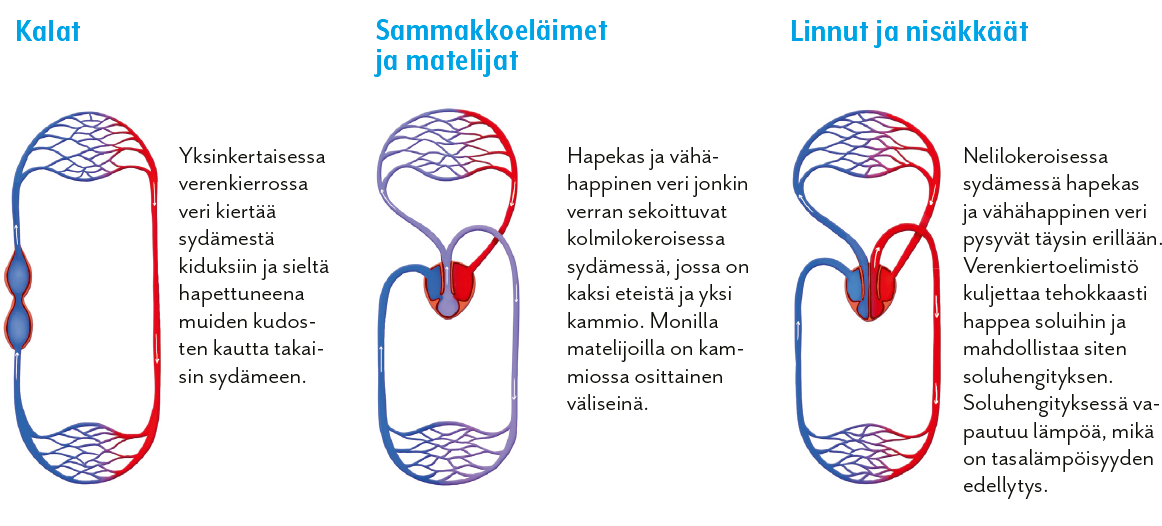 Kalat
Yksinkertaisessa
verenkierrossa
veri kiertää
sydämestä
kiduksiin ja sieltä
hapettuneena
muiden kudos-
ten kautta takai-
sin sydämeen.
Sammakkoeläimet
ja matelijat
Hapekas ja vähä-
happinen veri jonkin
verran sekoittuvat
kolmilokeroisessa
sydämessä, jossa on
kaksi eteistä ja yksi
kammio. Monilla
matelijoilla on kam-
miossa osittainen
väliseinä.
Linnut ja nisäkkäät
Nelilokeroisessa
sydämessä hapekas
ja vähähappinen veri
pysyvät täysin erillään.
Verenkiertoelimistö
kuljettaa tehokkaasti
happea soluihin ja
mahdollistaa siten
soluhengityksen.
Soluhengityksessä va-
pautuu lämpöä, mikä
on tasalämpöisyyden
edellytys.